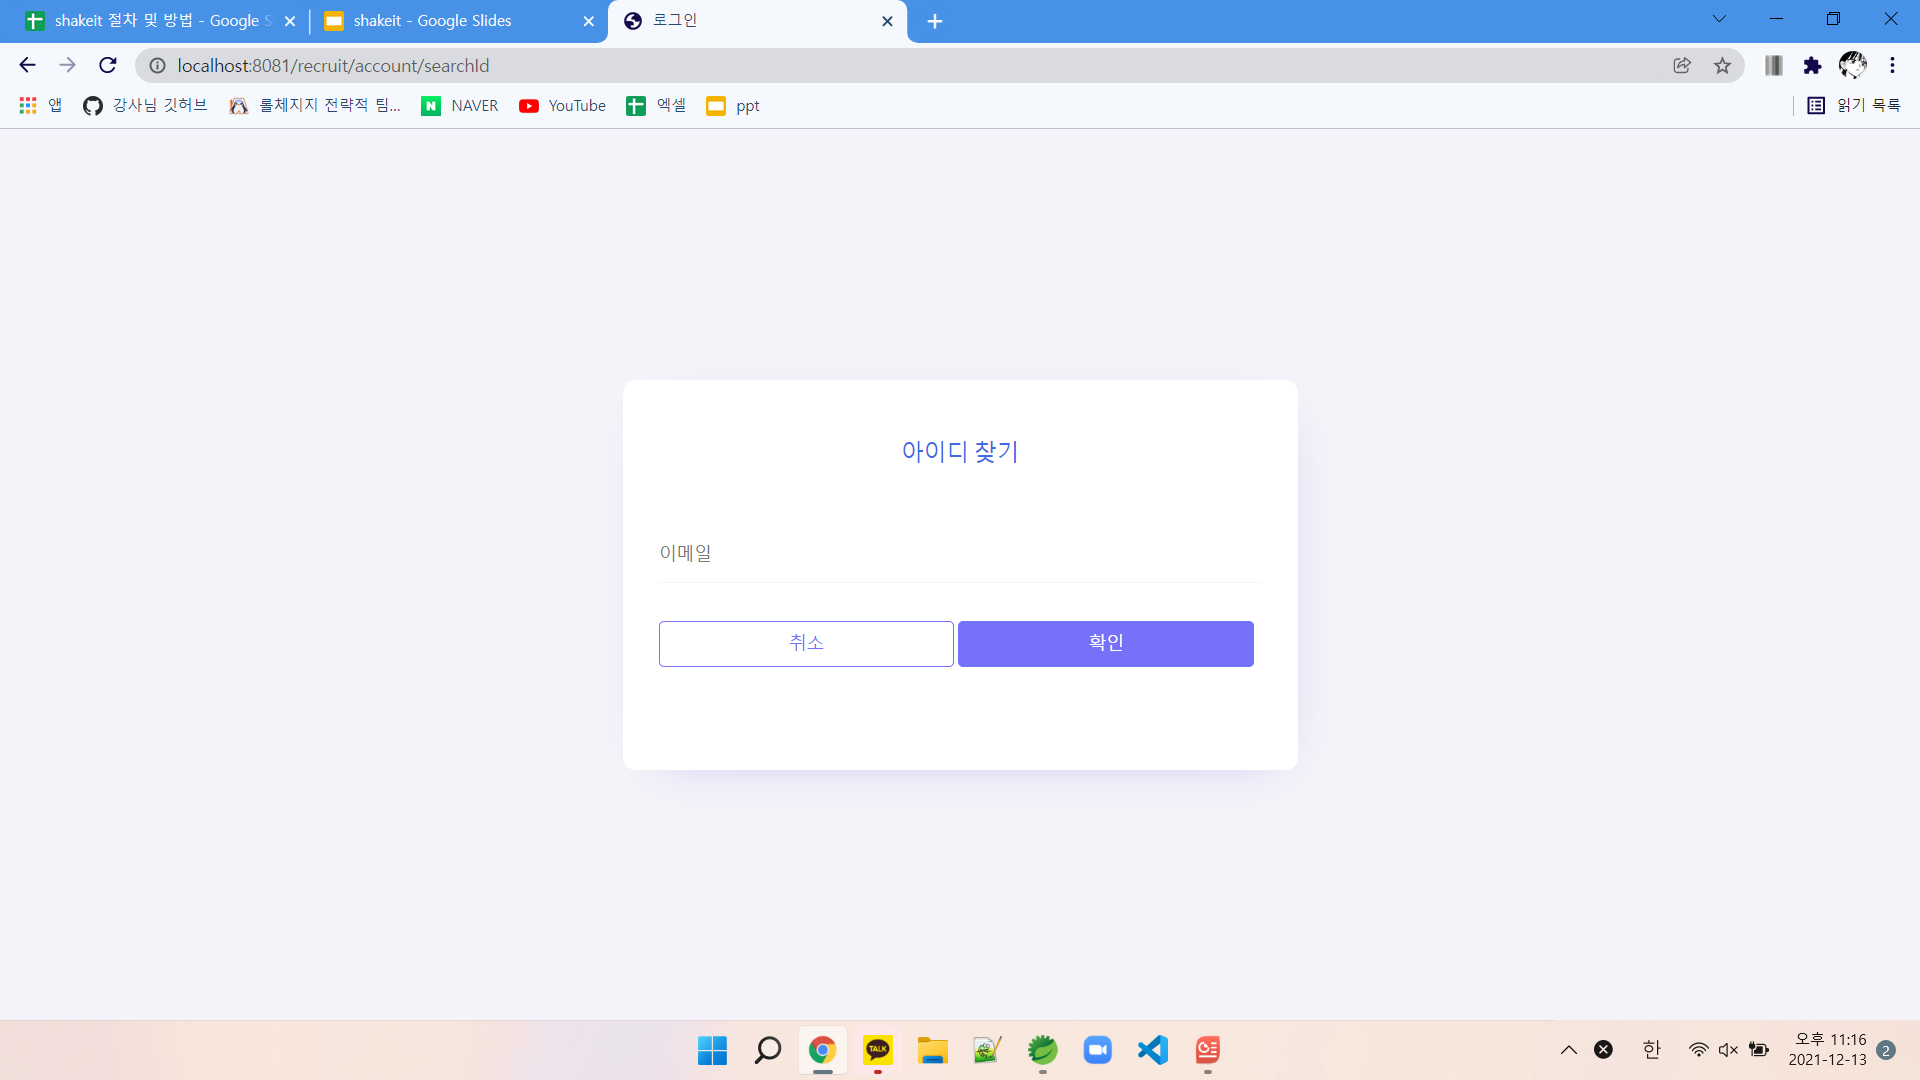 shakeit 절차 및 방법 - Google S
shakeit - Google Slides
로그인
localhost:8081/recruit/account/searchId
앱
강사님 깃허브
롤체지지 전략적 팀...
N
NAVER
YouTube
엑셀
ppt
읽기 목록
아이디 찾기
이메일
취소
확인
TALK
한
오후 11:16
2021-12-13
2